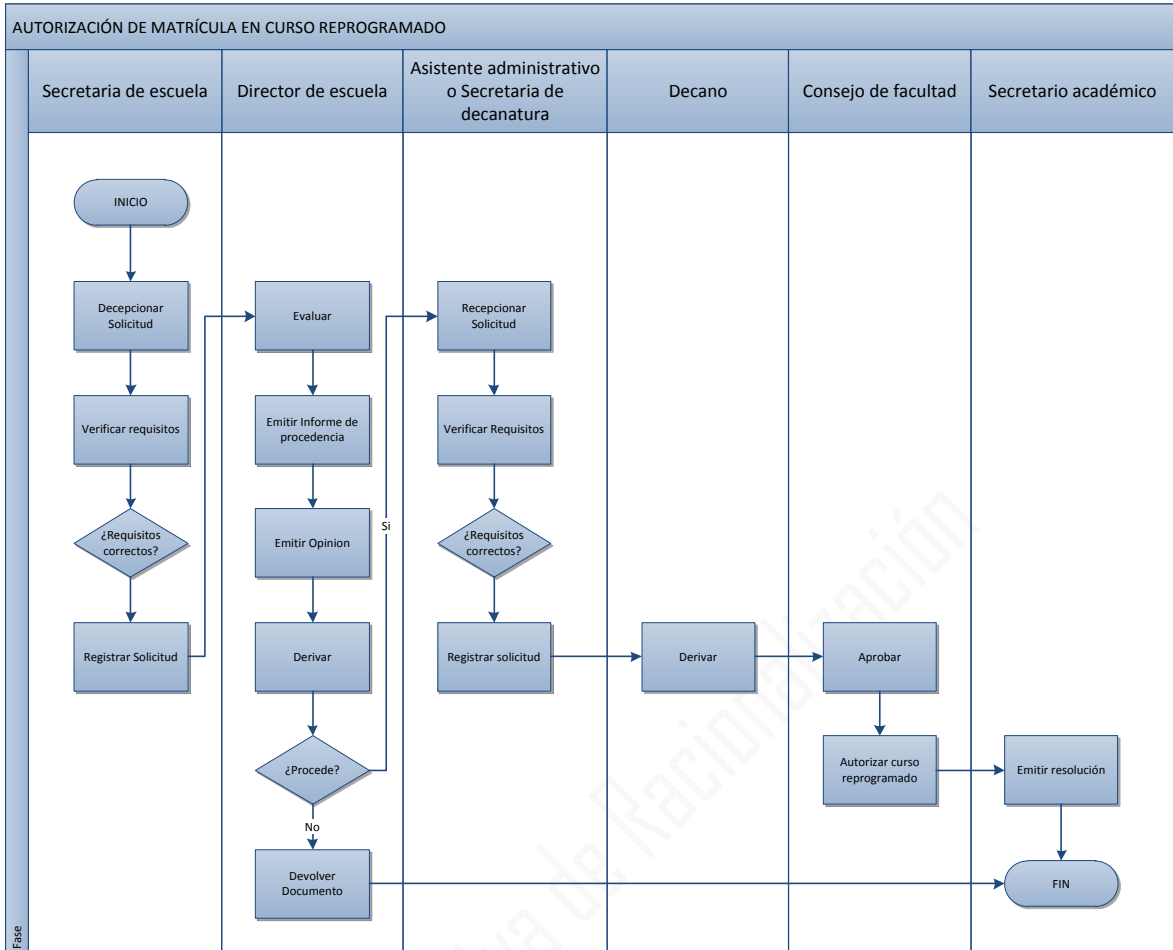 AUTORIZACIÓN DE MATRÍCULA EN CURSO REPROGRAMADO
Secretaria de escuela
Director de escuela
Asistente administrativo
o Secretaria de
decanatura
Decano
Consejo de facultad
Secretario académico
INICIO
Decepcionar
Solicitud
Verificar requisitos
¿Requisitos
correctos?
Registrar Solicitud
Evaluar
Emitir Informe de
procedencia
Emitir Opinion
Derivar
¿Procede?
Si
No
Devolver
Documento
Recepcionar
Solicitud
Verificar Requisitos
¿Requisitos
correctos?
Registrar solicitud
Derivar
Aprobar
Autorizar curso
reprogramado
Emitir resolución
FIN
Fase
de Racionalización